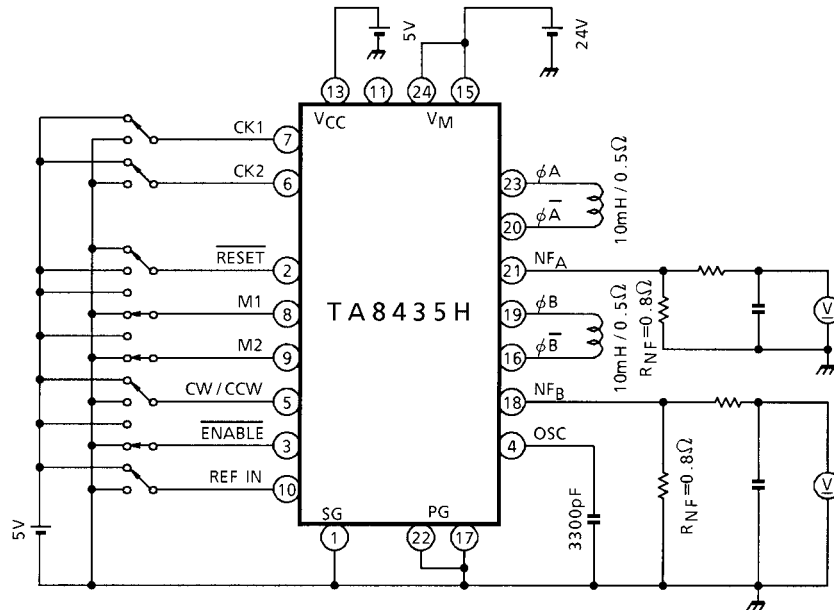 5V
24V
13
11
24
15
VCC
VM
CK1
7
CK2
6
RESET
2
M1
8
M2
9
CW / CCW
5
ENABLE
3
REF IN
10
TA8435H
23
φA
20
φA̅
10mH / 0.5Ω
21
NFA
19
φB
16
φB̅
10mH / 0.5Ω
RNF=0.8Ω
V
18
NFB
4
OSC
3300pF
RNF=0.8Ω
V
5V
SG
PG
1
22
17